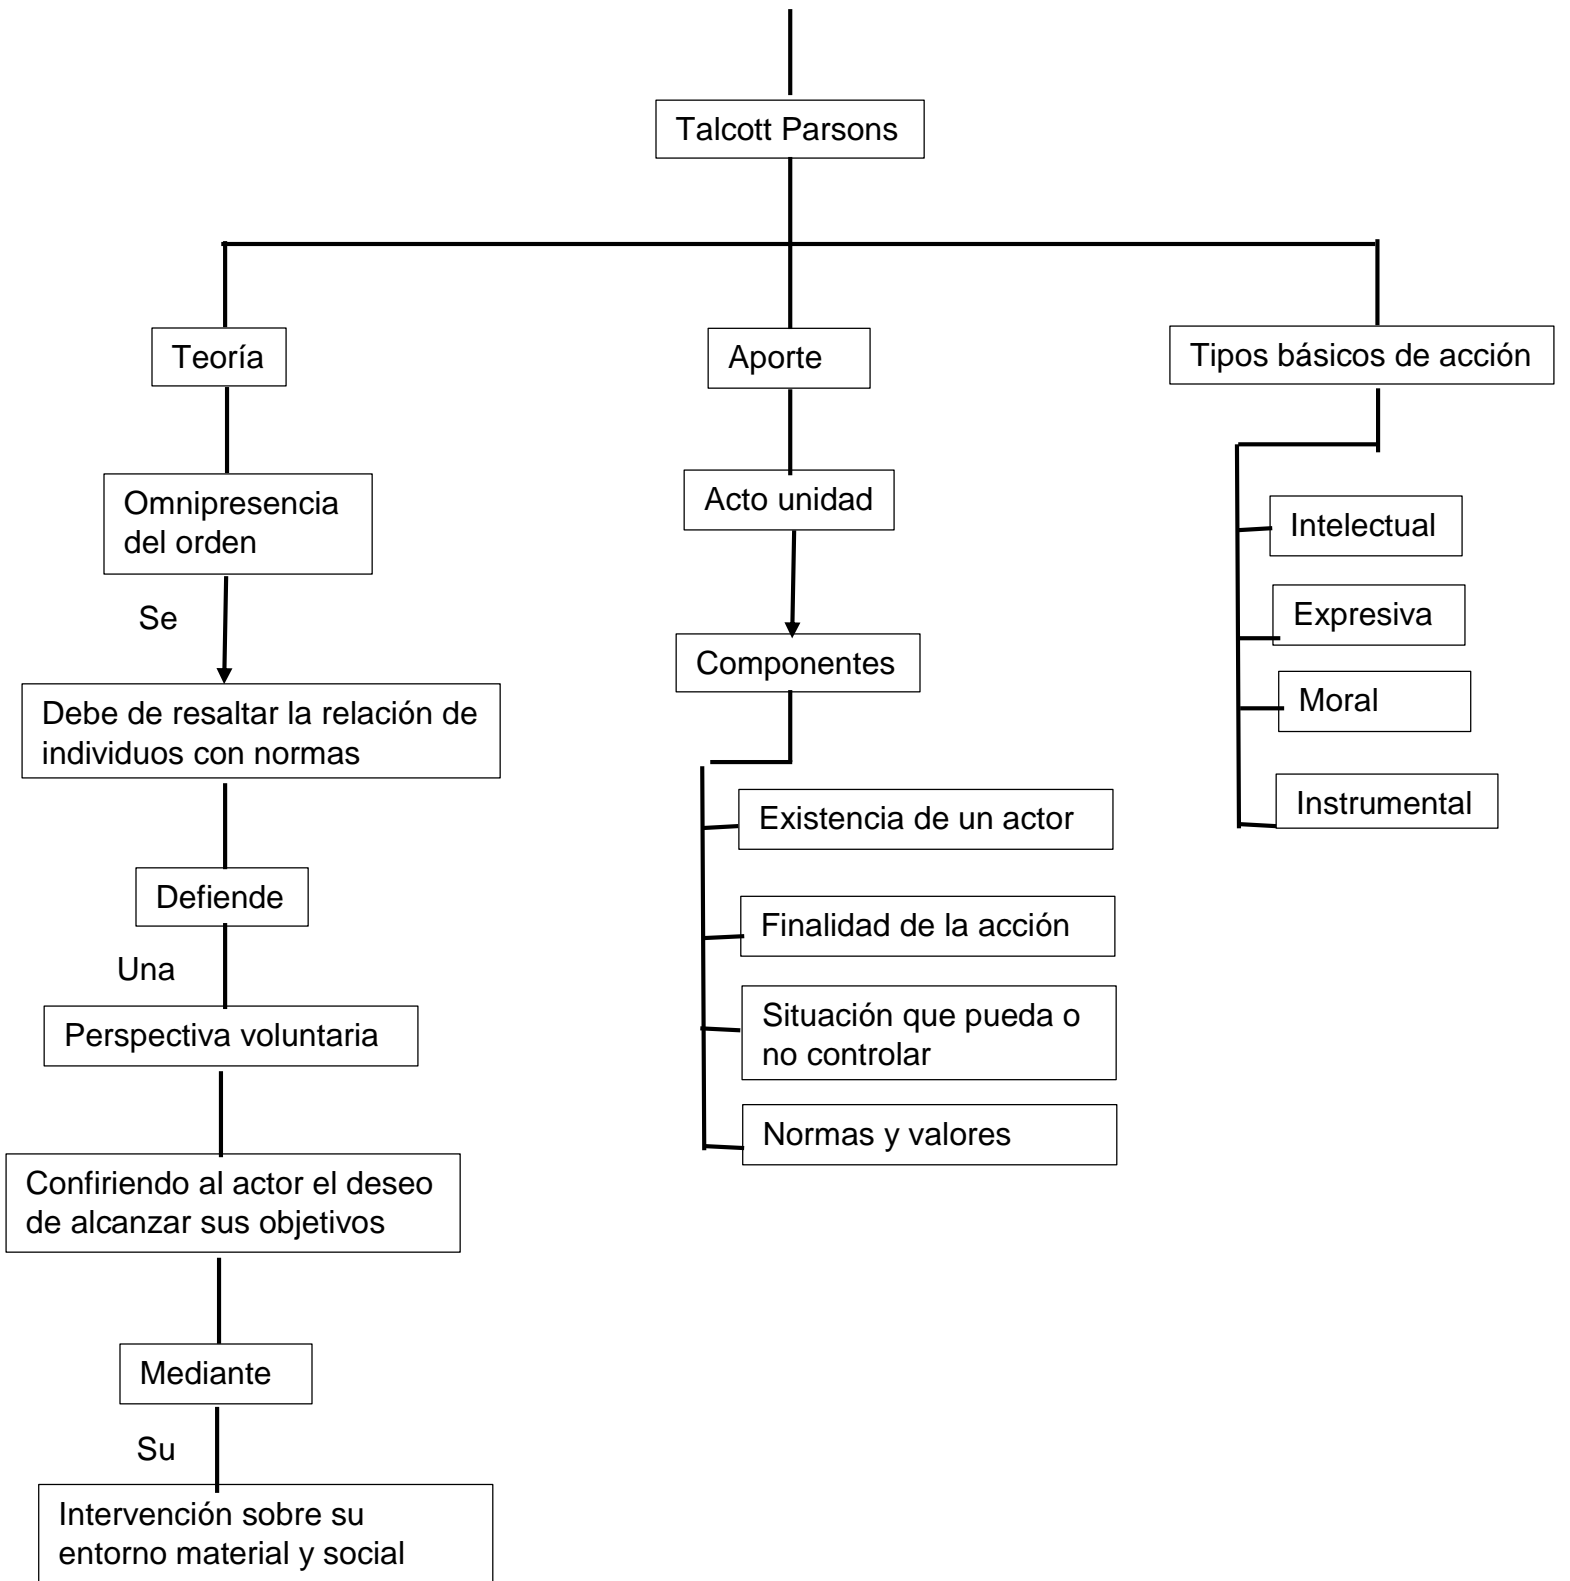 Talcott Parsons
Teoría
Aporte
Tipos básicos de acción
Omnipresencia
del orden
Se
Debe de resaltar la relación de
individuos con normas
Defiende
Una
Perspectiva voluntaria
Confiriendo al actor el deseo
de alcanzar sus objetivos
Mediante
Su
Intervención sobre su
entorno material y social
Acto unidad
Componentes
Existencia de un actor
Finalidad de la acción
Situación que pueda o
no controlar
Normas y valores
Intelectual
Expresiva
Moral
Instrumental